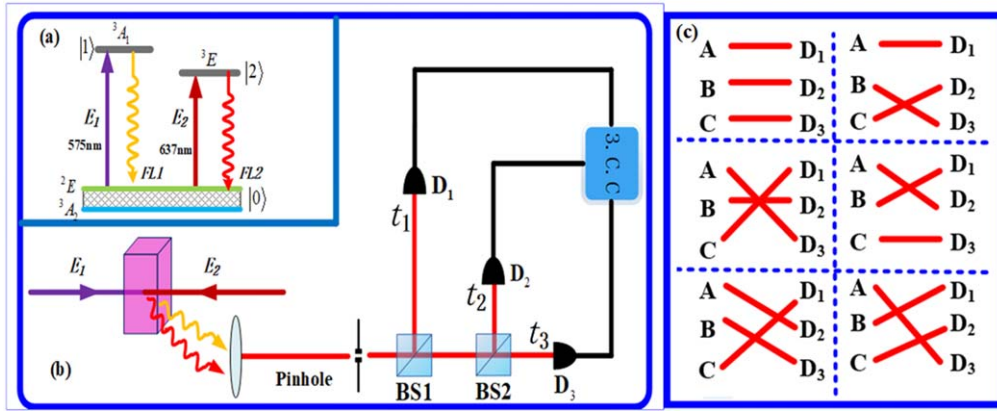 (a)
|1⟩
³A₁
³E
|2⟩
E₁
575nm
FL1
E₂
637nm
FL2
²E
³A₂
|0⟩
E₁
E₂
(b)
Pinhole
BS1
BS2
t₁
D₁
t₂
D₂
t₃
D₃
3. C. C
(c)
A D₁
B D₂
C D₃
A D₁
B D₂
C D₃
A D₁
B D₂
C D₃
A D₁
B D₂
C D₃
A D₁
B D₂
C D₃
A D₁
B D₂
C D₃